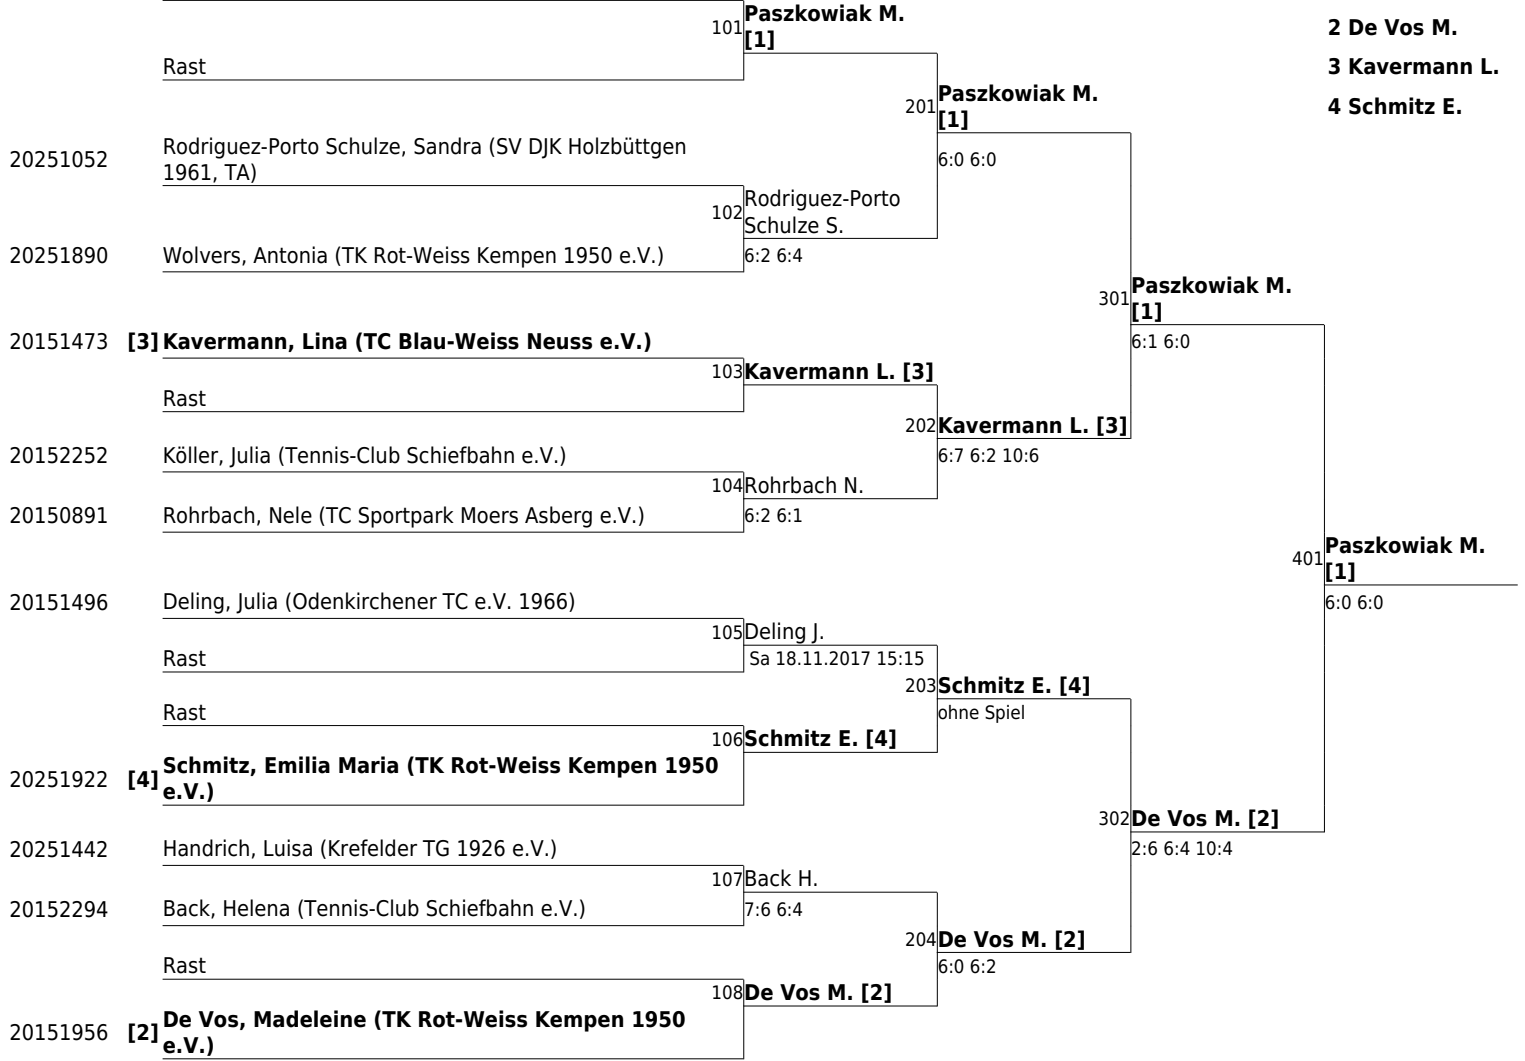 101 Paszkowiak M.
[1]
2 De Vos M.
Rast
3 Kavermann L.
201 Paszkowiak M.
[1]
4 Schmitz E.
20251052 Rodriguez-Porto Schulze, Sandra (SV DJK Holzbüttgen
1961, TA)
6:0 6:0
102 Rodriguez-Porto
Schulze S.
20251890 Wolvers, Antonia (TK Rot-Weiss Kempen 1950 e.V.)
6:2 6:4
301 Paszkowiak M.
[1]
20151473 [3] Kavermann, Lina (TC Blau-Weiss Neuss e.V.)
6:1 6:0
103 Kavermann L. [3]
Rast
202 Kavermann L. [3]
20152252 Köller, Julia (Tennis-Club Schiefbahn e.V.)
6:7 6:2 10:6
104 Rohrbach N.
20150891 Rohrbach, Nele (TC Sportpark Moers Asberg e.V.)
6:2 6:1
401 Paszkowiak M.
[1]
20151496 Deling, Julia (Odenkirchener TC e.V. 1966)
6:0 6:0
105 Deling J.
Rast
Sa 18.11.2017 15:15
203 Schmitz E. [4]
Rast
ohne Spiel
106 Schmitz E. [4]
20251922 [4] Schmitz, Emilia Maria (TK Rot-Weiss Kempen 1950
e.V.)
302 De Vos M. [2]
20251442 Handrich, Luisa (Krefelder TG 1926 e.V.)
2:6 6:4 10:4
107 Back H.
20152294 Back, Helena (Tennis-Club Schiefbahn e.V.)
7:6 6:4
204 De Vos M. [2]
Rast
6:0 6:2
108 De Vos M. [2]
20151956 [2] De Vos, Madeleine (TK Rot-Weiss Kempen 1950
e.V.)